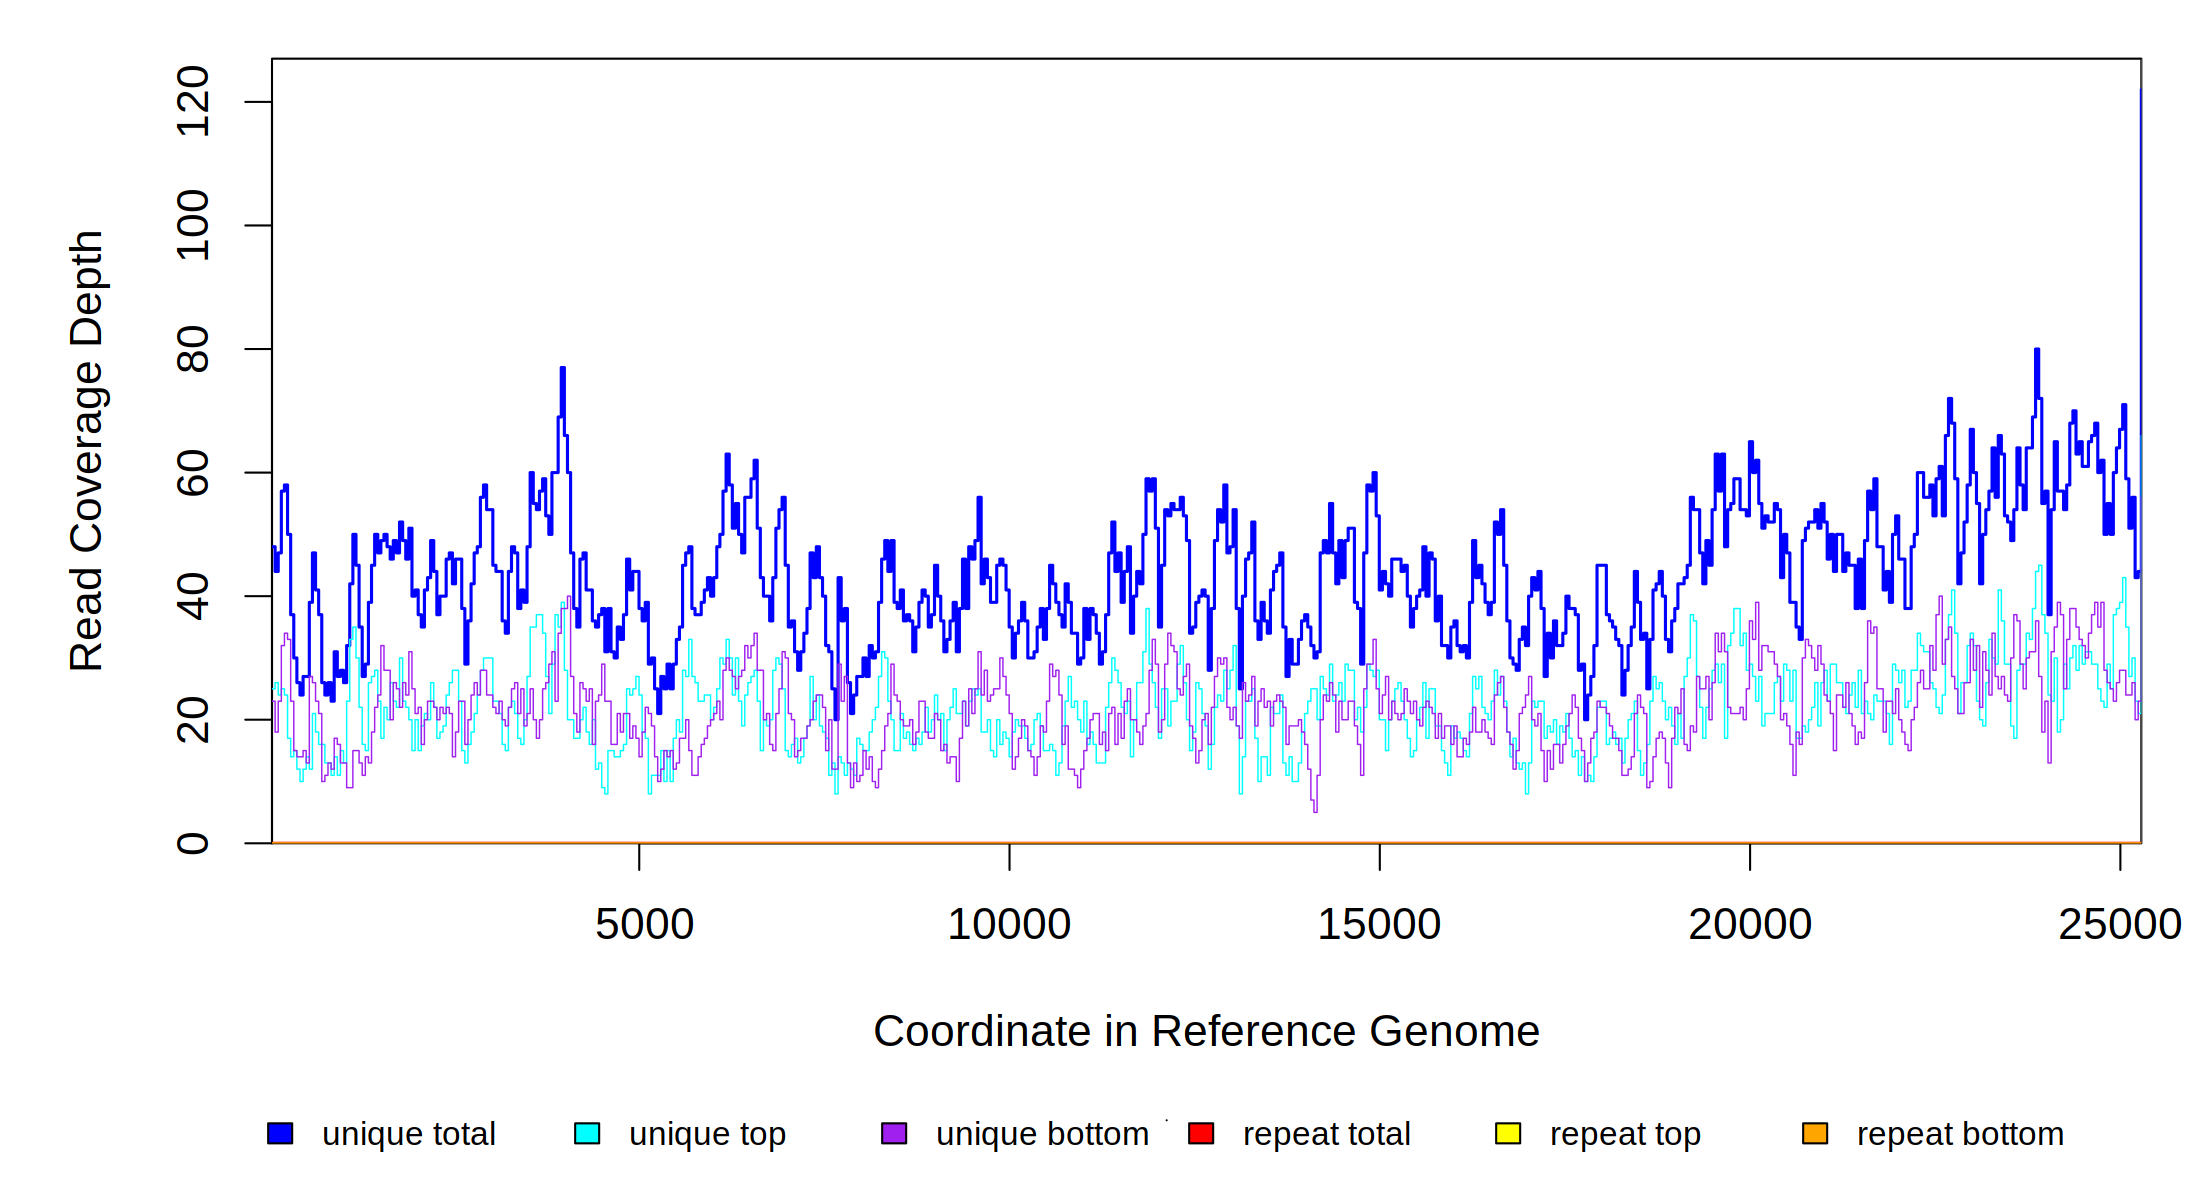 120
100
80
60
40
20
0
Read Coverage Depth
5000 10000 15000 20000 25000
Coordinate in Reference Genome
unique total unique top unique bottom repeat total repeat top repeat bottom